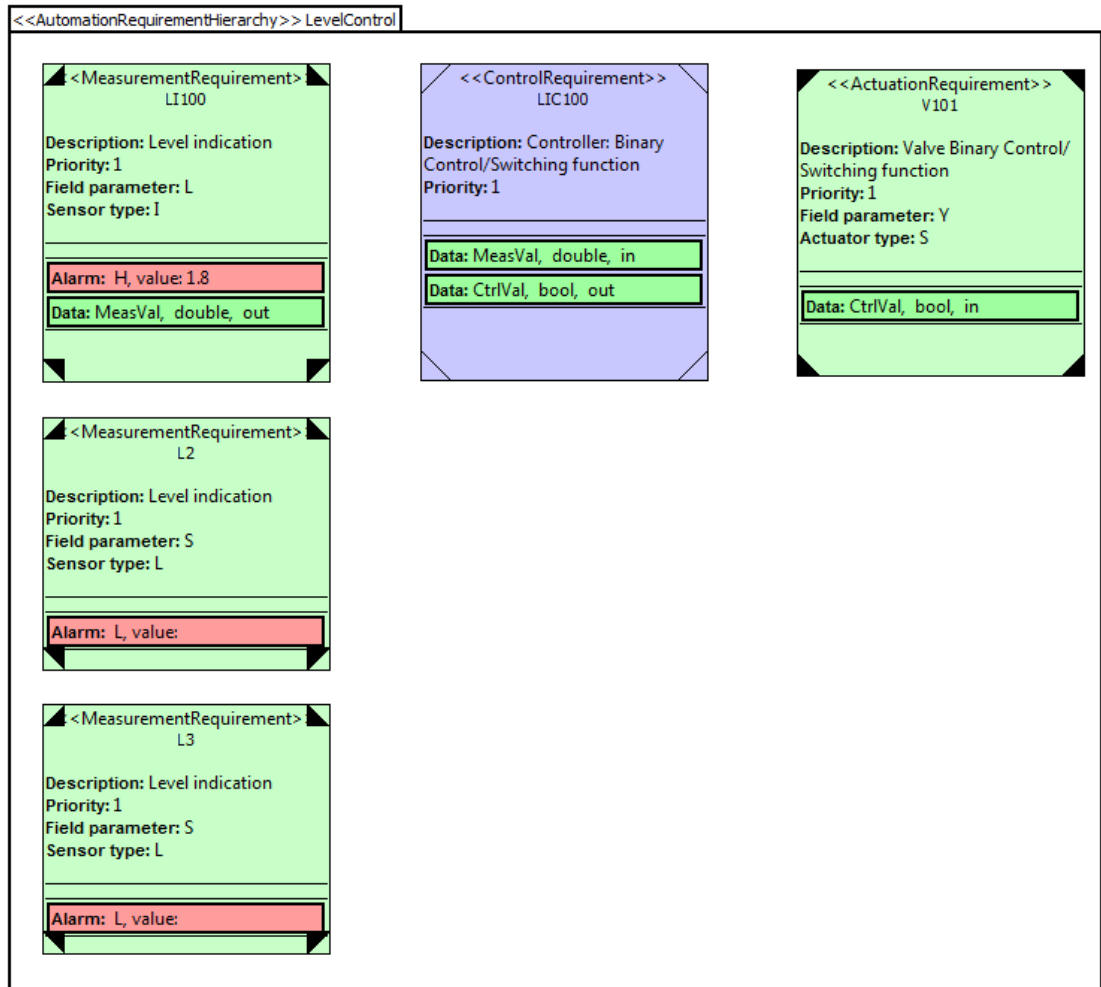 <<AutomationRequirementHierarchy>> LevelControl
<<MeasurementRequirement>>
LI100
Description: Level indication
Priority: 1
Field parameter: L
Sensor type: I
Alarm: H, value: 1.8
Data: MeasVal, double, out
<<ControlRequirement>>
LIC100
Description: Controller: Binary
Control/Switching function
Priority: 1
Data: MeasVal, double, in
Data: CtrlVal, bool, out
<<ActuationRequirement>>
V101
Description: Valve Binary Control/
Switching function
Priority: 1
Field parameter: Y
Actuator type: S
Data: CtrlVal, bool, in
<<MeasurementRequirement>>
L2
Description: Level indication
Priority: 1
Field parameter: S
Sensor type: L
Alarm: L, value:
<<MeasurementRequirement>>
L3
Description: Level indication
Priority: 1
Field parameter: S
Sensor type: L
Alarm: L, value: